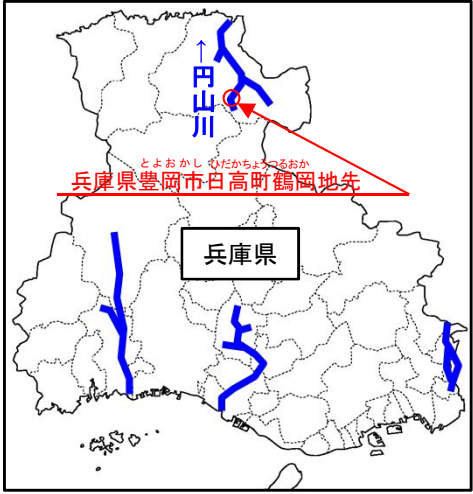 ↑円山川
とよおかし ひだかちょうつるおか
兵庫県豊岡市日高町鶴岡地先
兵庫県